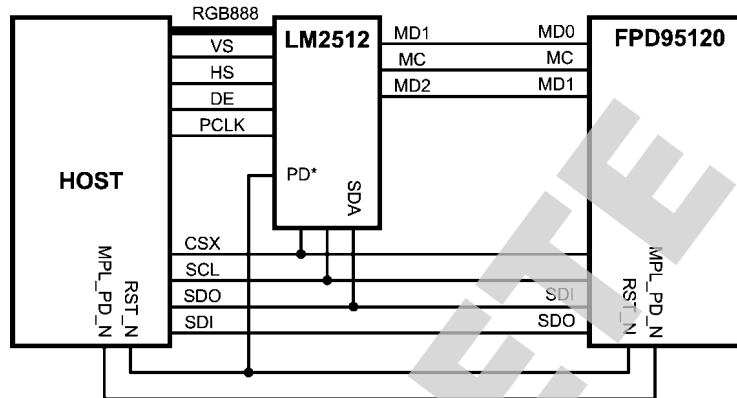 RGB888
VS
HS
DE
PCLK
HOST
LM2512
PD*
SDA
MD1 MD0
MC MC
MD2 MD1
FPD95120
CSX
SCL
SDO SDI
SDI SDO
MPL_PD_N
RST_N
RST_N
MPL_PD_N
ETE